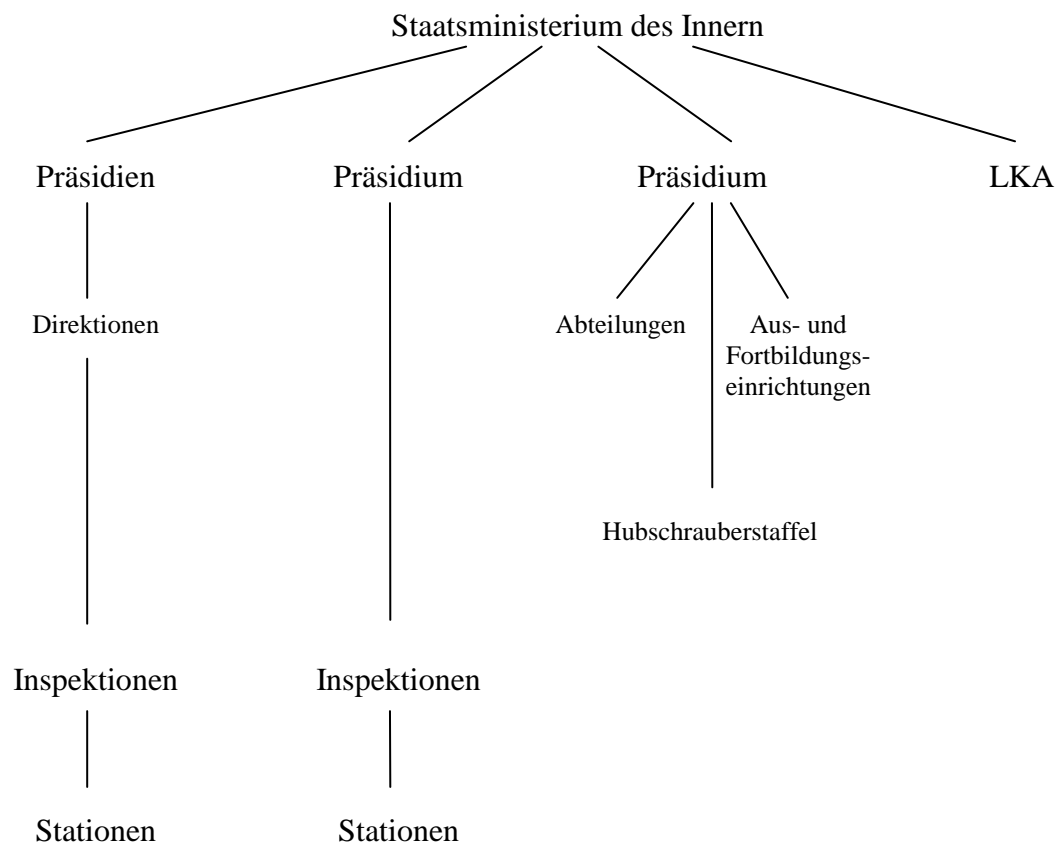 Staatsministerium des Innern
Präsidien
Präsidium
Präsidium
LKA
Direktionen
Abteilungen
Aus- und
Fortbildungs-
einrichtungen
Hubschrauberstaffel
Inspektionen
Inspektionen
Stationen
Stationen